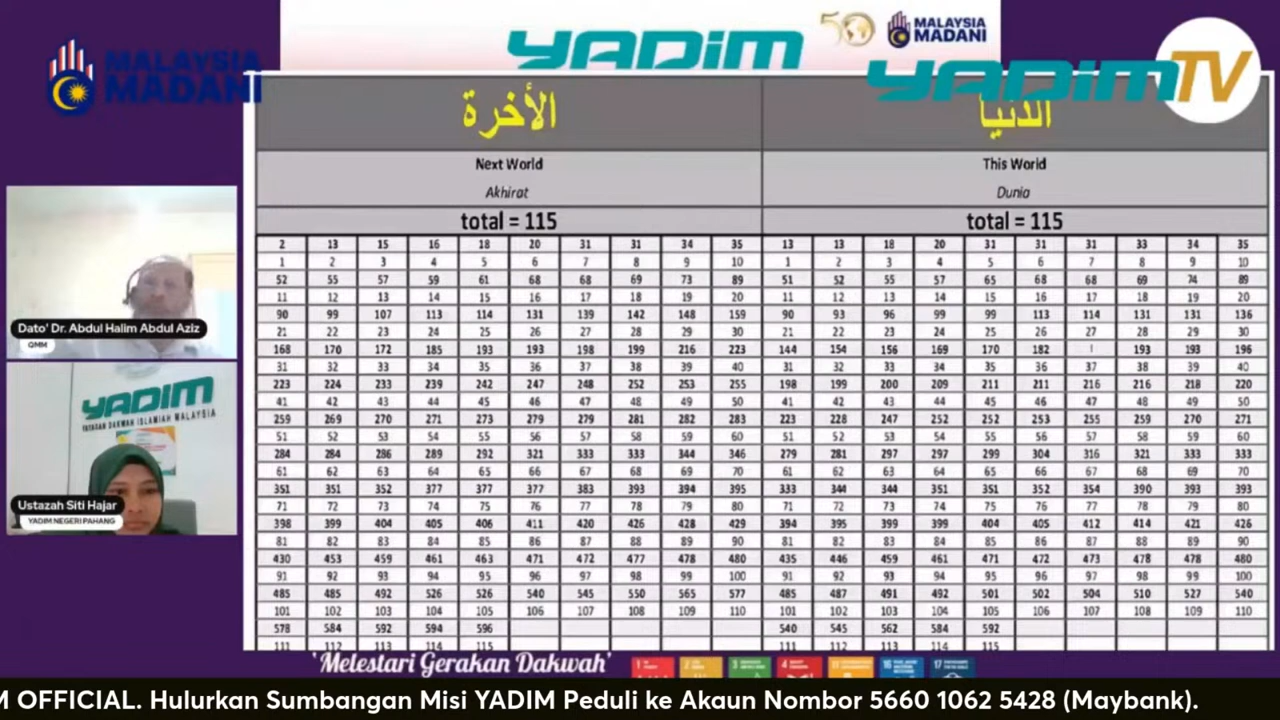 50 MALAYSIA MADANI
YADIM
MALAYSIA MADANI
YADIM TV
الأخرة الدنيا
Next World This World
Akhirat Dunia
total = 115 total = 115
2 13 15 16 18 20 31 31 34 35 13 13 18 20 31 31 31 33 34 35
1 2 3 4 5 6 7 8 9 10 1 2 3 4 5 6 7 8 9 10
52 55 57 59 61 68 68 69 73 89 51 52 55 57 65 68 68 69 74 89
11 12 13 14 15 16 17 18 19 20 11 12 13 14 15 16 17 18 19 20
90 99 107 113 114 131 139 142 148 159 90 93 96 99 99 113 114 131 131 136
21 22 23 24 25 26 27 28 29 30 21 22 23 24 25 26 27 28 29 30
168 170 172 185 193 193 198 199 216 223 144 154 156 169 170 182 193 193 196
31 32 33 34 35 36 37 38 39 40 31 32 33 34 35 36 37 38 39 40
223 224 233 239 242 247 248 252 253 255 198 199 200 209 211 211 216 216 218 220
41 42 43 44 45 46 47 48 49 50 41 42 43 44 45 46 47 48 49 50
259 269 270 271 273 279 279 281 282 283 223 228 247 252 252 253 255 259 270 271
51 52 53 54 55 56 57 58 59 60 51 52 53 54 55 56 57 58 59 60
284 284 286 289 292 321 333 333 344 346 279 281 297 297 299 304 316 321 333 333
61 62 63 64 65 66 67 68 69 70 61 62 63 64 65 66 67 68 69 70
351 351 352 377 377 377 383 393 394 395 333 344 344 351 351 352 354 390 393 393
71 72 73 74 75 76 77 78 79 80 71 72 73 74 75 76 77 78 79 80
398 399 404 405 406 411 420 426 428 429 394 395 399 399 404 405 412 414 421 426
81 82 83 84 85 86 87 88 89 90 81 82 83 84 85 86 87 88 89 90
430 453 459 461 463 471 472 477 478 480 435 446 459 461 471 472 473 478 478 480
91 92 93 94 95 96 97 98 99 100 91 92 93 94 95 96 97 98 99 100
485 485 492 526 526 540 545 550 565 577 485 487 491 492 501 502 504 510 527 540
101 102 103 104 105 106 107 108 109 110 101 102 103 104 105 106 107 108 109 110
578 584 592 594 596 540 545 562 584 592
111 112 113 114 115 111 112 113 114 115
Dato' Dr. Abdul Halim Abdul Aziz
QMM
YADIM
YAYASAN DAKWAH ISLAMIAH MALAYSIA
Ustazah Siti Hajar
YADIM NEGERI PAHANG
'Melestari Gerakan Dakwah'
1 2 3 4 11 16 17
M OFFICIAL. Hulurkan Sumbangan Misi YADIM Peduli ke Akaun Nombor 5660 1062 5428 (Maybank).